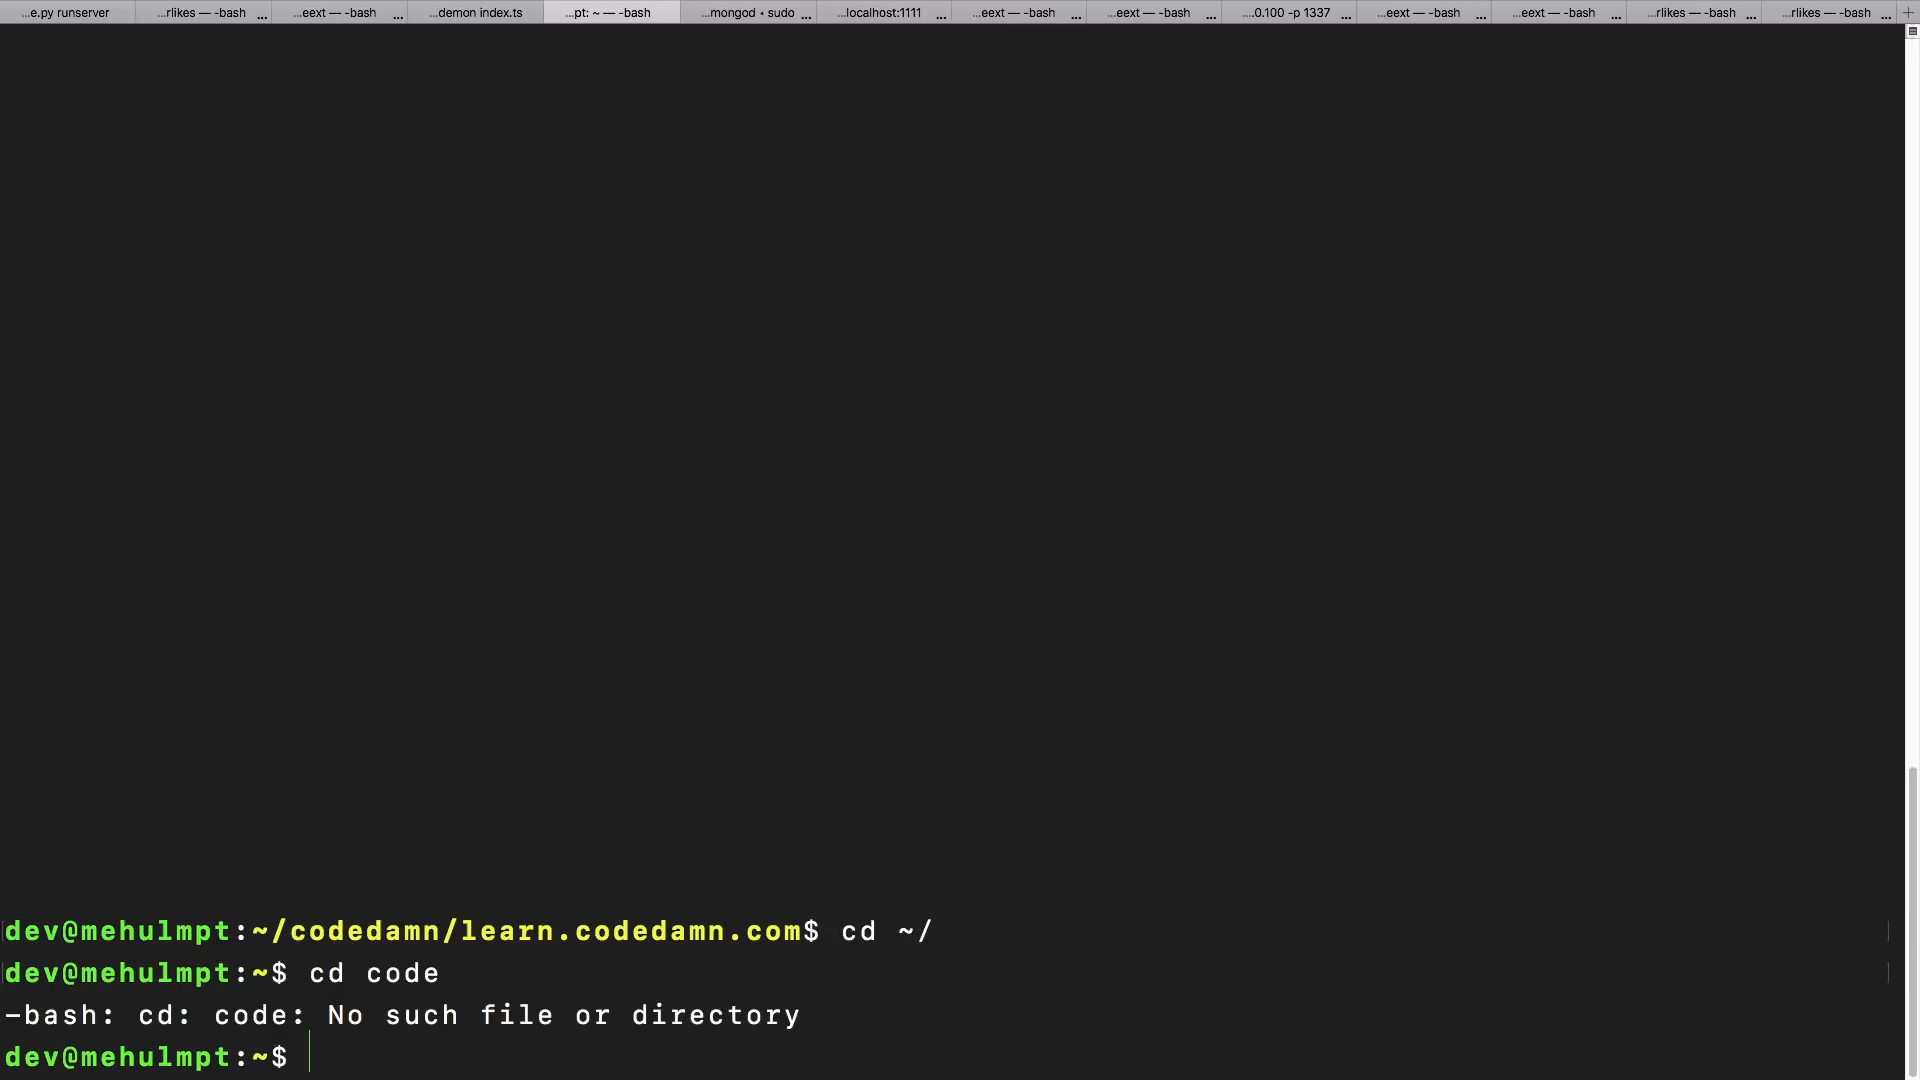 ...e.py runserver
...rlikes — -bash ...
...eext — -bash ...
...demon index.ts
...pt: ~ — -bash
...mongod ◂ sudo ...
...localhost:1111 ...
...eext — -bash ...
...eext — -bash ...
....0.100 -p 1337 ...
...eext — -bash ...
...eext — -bash ...
...rlikes — -bash ...
...rlikes — -bash ...
dev@mehulmpt:~/codedamn/learn.codedamn.com$ cd ~/
dev@mehulmpt:~$ cd code
-bash: cd: code: No such file or directory
dev@mehulmpt:~$